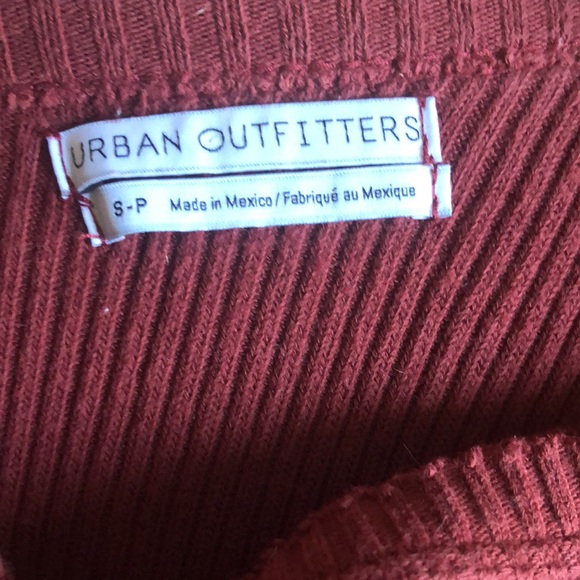 URBAN OUTFITTERS
S-P Made in Mexico / Fabriqué au Mexique